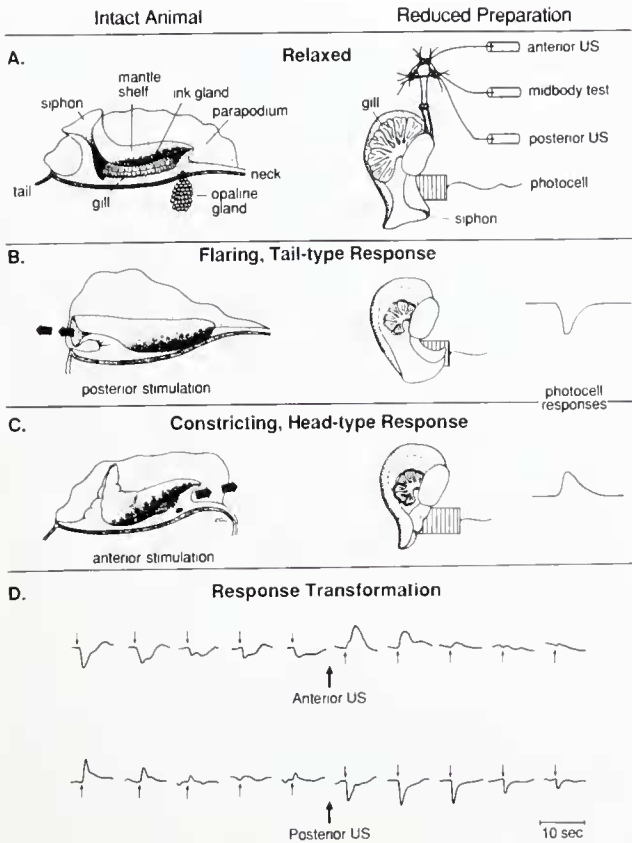 Intact Animal
Reduced Preparation
A.
Relaxed
mantle shelf
ink gland
siphon
parapodium
neck
tail
gill
opaline gland
anterior US
midbody test
posterior US
gill
photocell
siphon
B.
Flaring, Tail-type Response
posterior stimulation
photocell responses
C.
Constricting, Head-type Response
anterior stimulation
D.
Response Transformation
Anterior US
Posterior US
10 sec